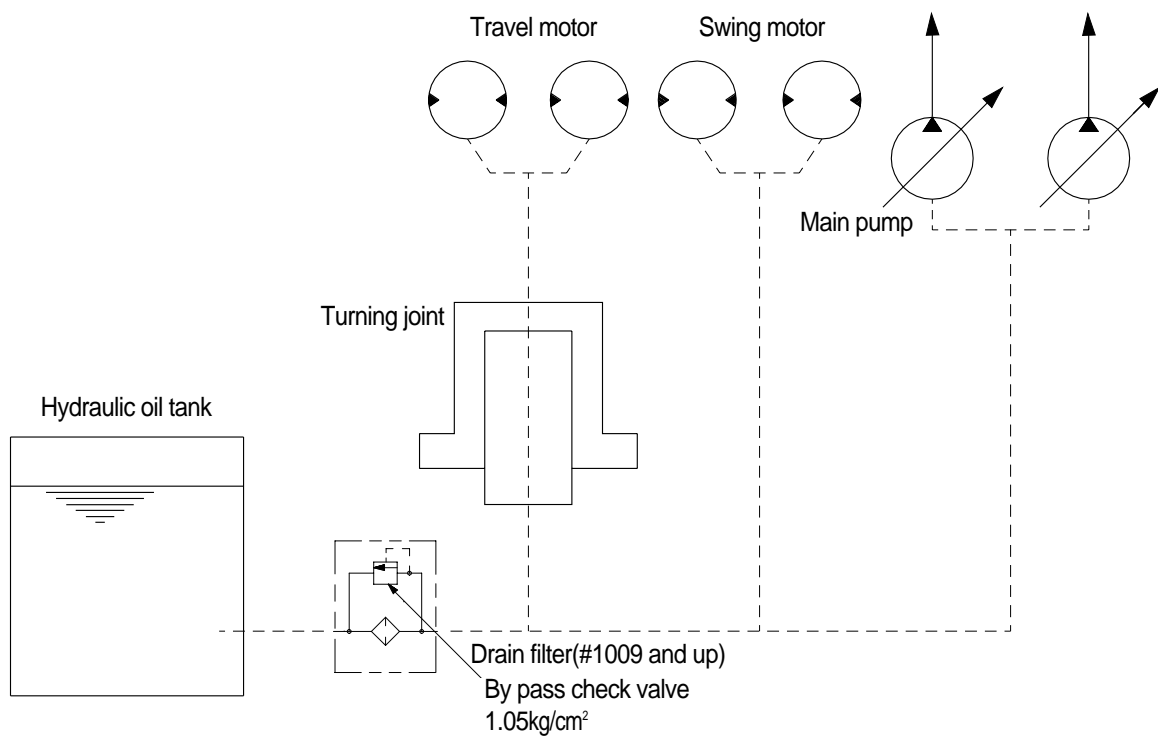 Travel motor
Swing motor
Main pump
Turning joint
Hydraulic oil tank
Drain filter(#1009 and up)
By pass check valve
1.05kg/cm²